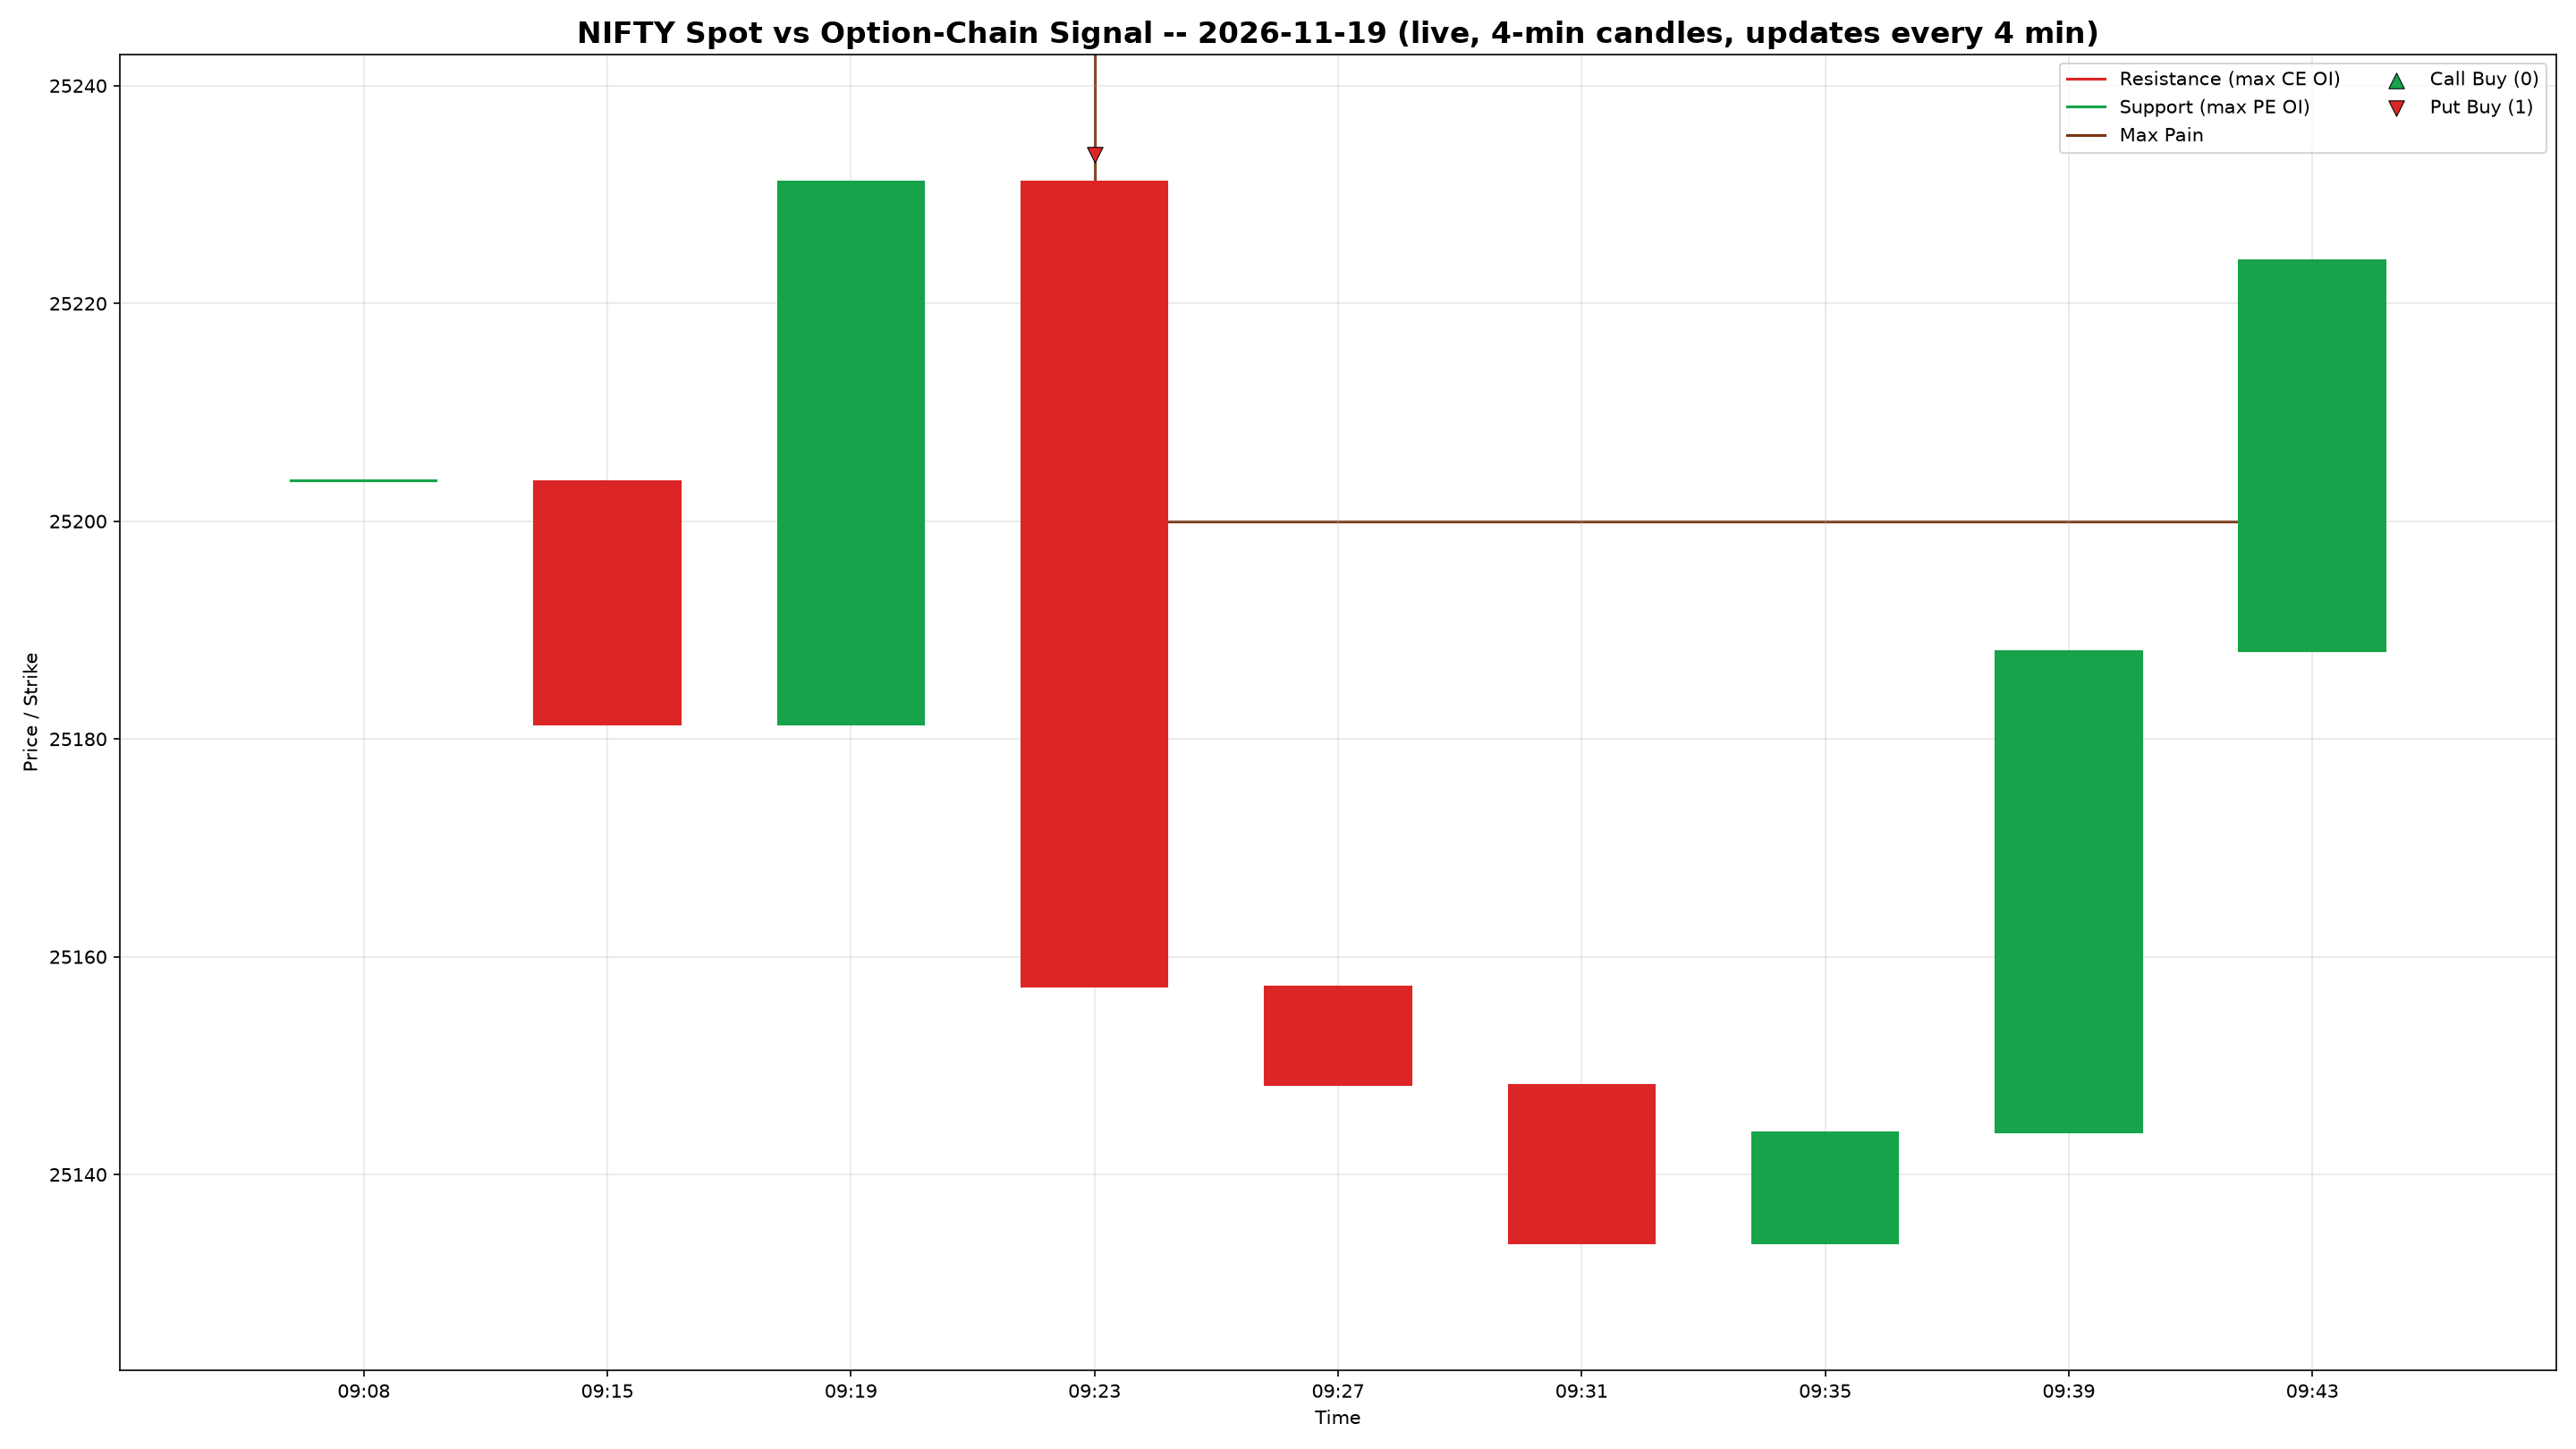 NIFTY Spot vs Option-Chain Signal -- 2026-11-19 (live, 4-min candles, updates every 4 min)
Resistance (max CE OI)
Support (max PE OI)
Max Pain
Call Buy (0)
Put Buy (1)
Price / Strike
25240
25220
25200
25180
25160
25140
09:08
09:15
09:19
09:23
09:27
09:31
09:35
09:39
09:43
Time